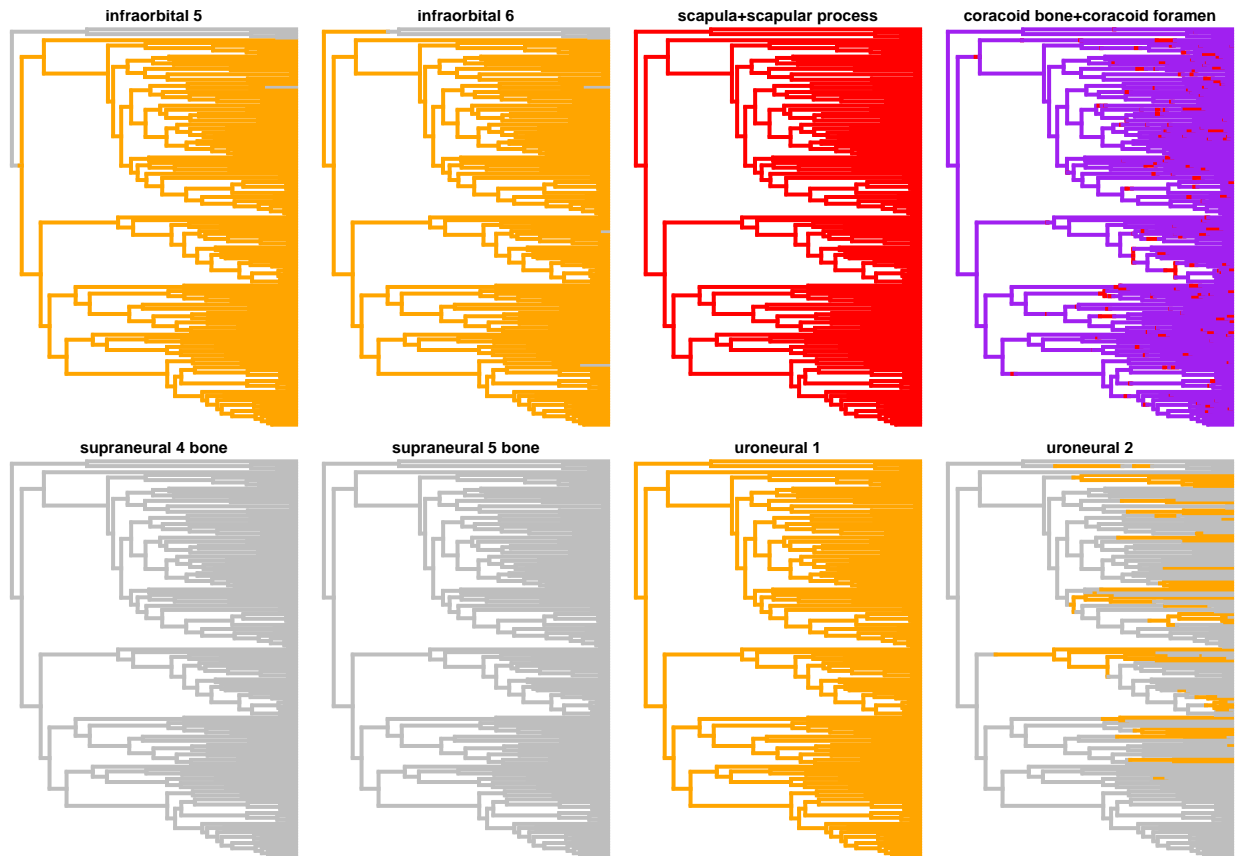 infraorbital 5
infraorbital 6
scapula+scapular process
coracoid bone+coracoid foramen
supraneural 4 bone
supraneural 5 bone
uroneural 1
uroneural 2